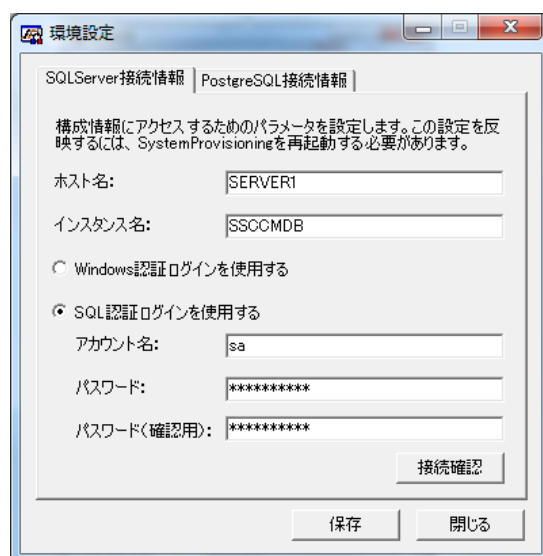 環境設定
SQLServer接続情報 PostgreSQL接続情報
構成情報にアクセスするためのパラメータを設定します。この設定を反
映するには、SystemProvisioningを再起動する必要があります。
ホスト名: SERVER1
インスタンス名: SSCCMDB
Windows認証ログインを使用する
SQL認証ログインを使用する
アカウント名: sa
パスワード: **********
パスワード(確認用): **********
接続確認
保存 閉じる